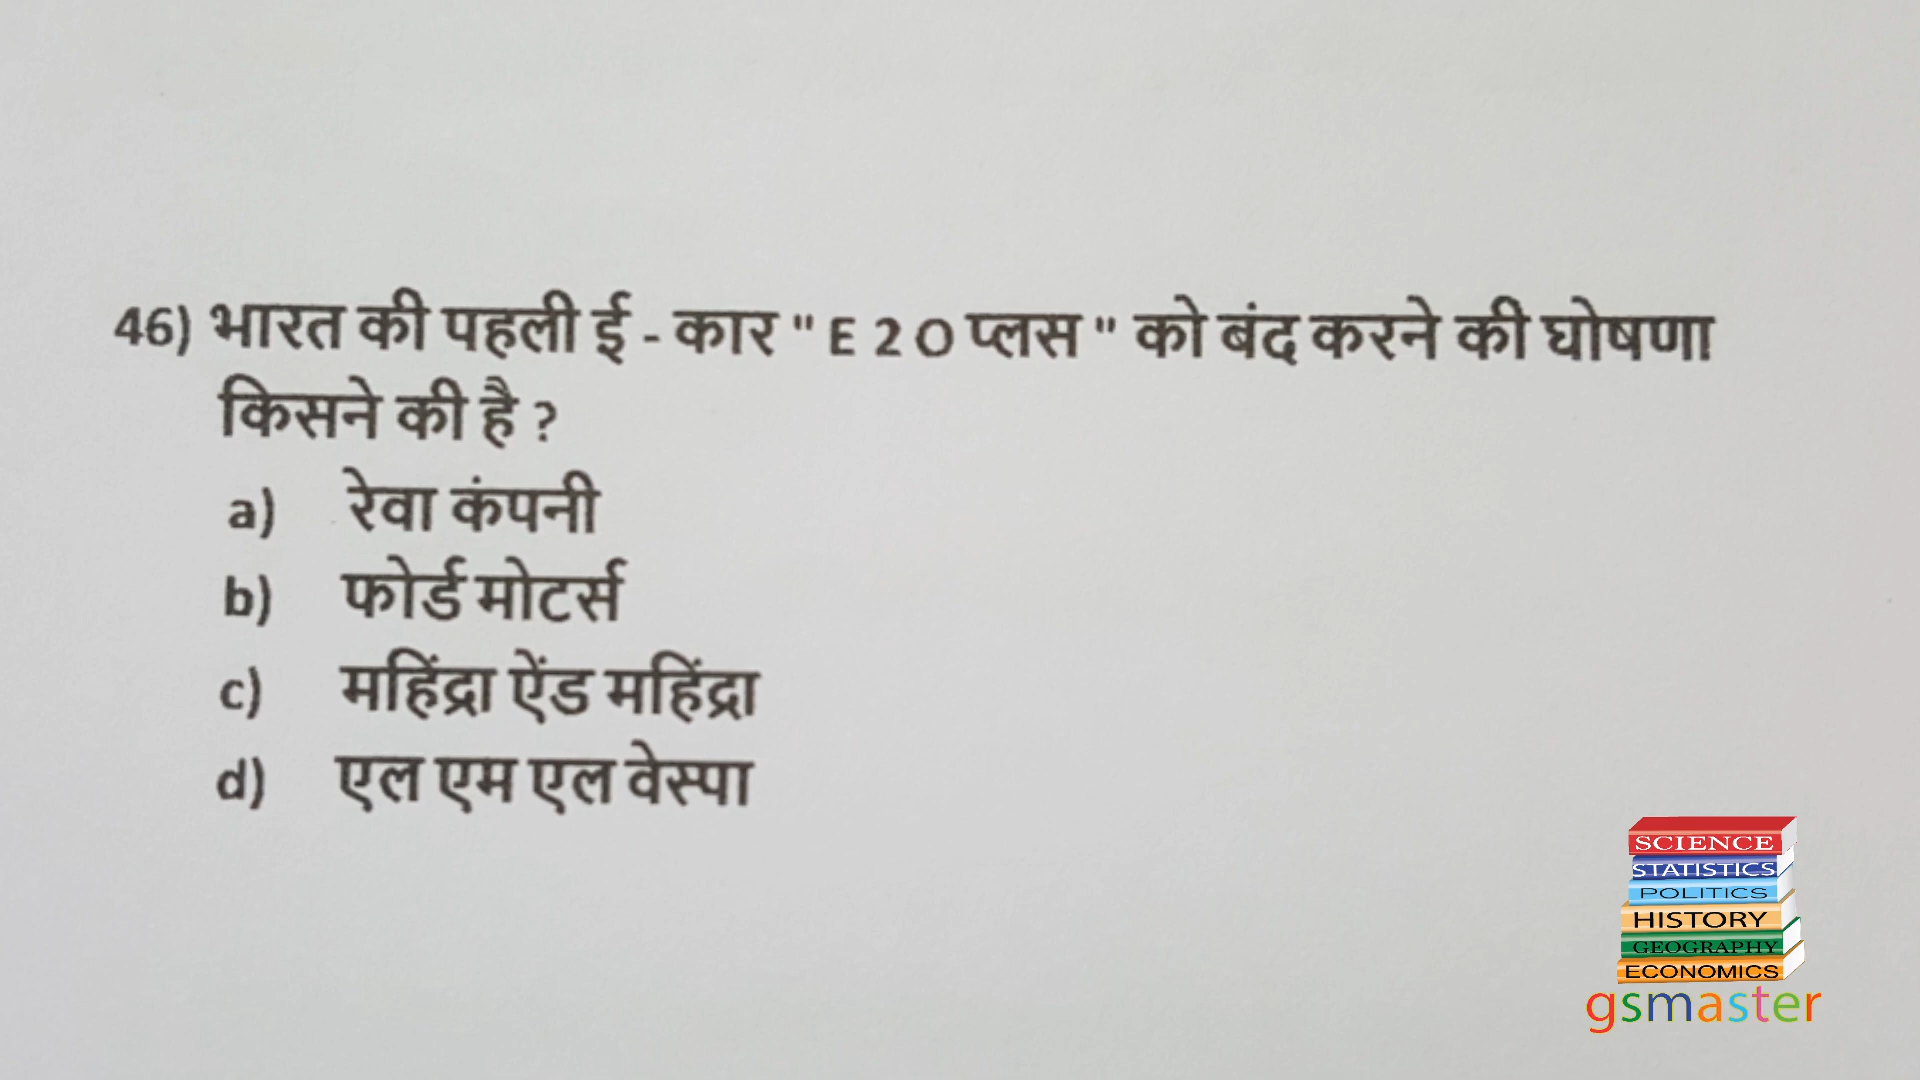 46) भारत की पहली ई - कार " E 2 O प्लस " को बंद करने की घोषणा
किसने की है ?
a) रेवा कंपनी
b) फोर्ड मोटर्स
c) महिंद्रा ऐंड महिंद्रा
d) एल एम एल वेस्पा
SCIENCE
STATISTICS
POLITICS
HISTORY
GEOGRAPHY
ECONOMICS
gsmaster